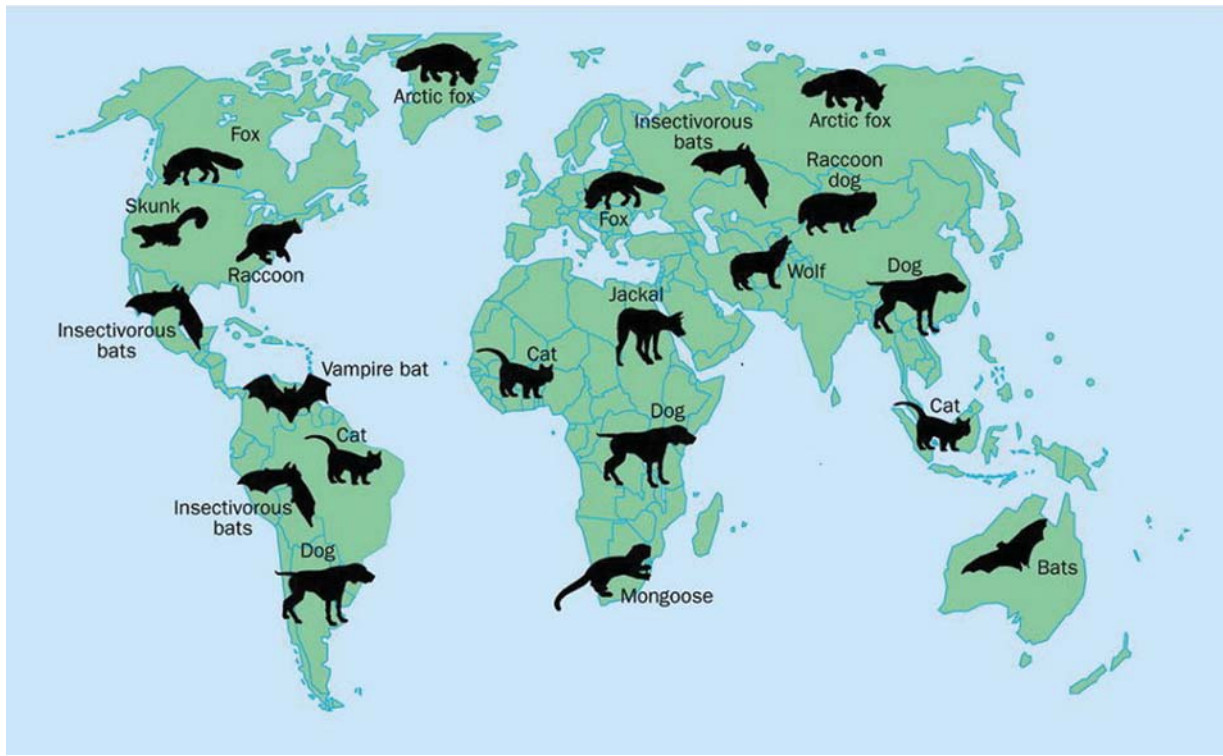 Arctic fox
Arctic fox
Fox
Insectivorous
bats
Raccoon
dog
Skunk
Fox
Raccoon
Wolf
Dog
Jackal
Insectivorous
bats
Cat
Vampire bat
Cat
Dog
Cat
Insectivorous
bats
Dog
Mongoose
Bats